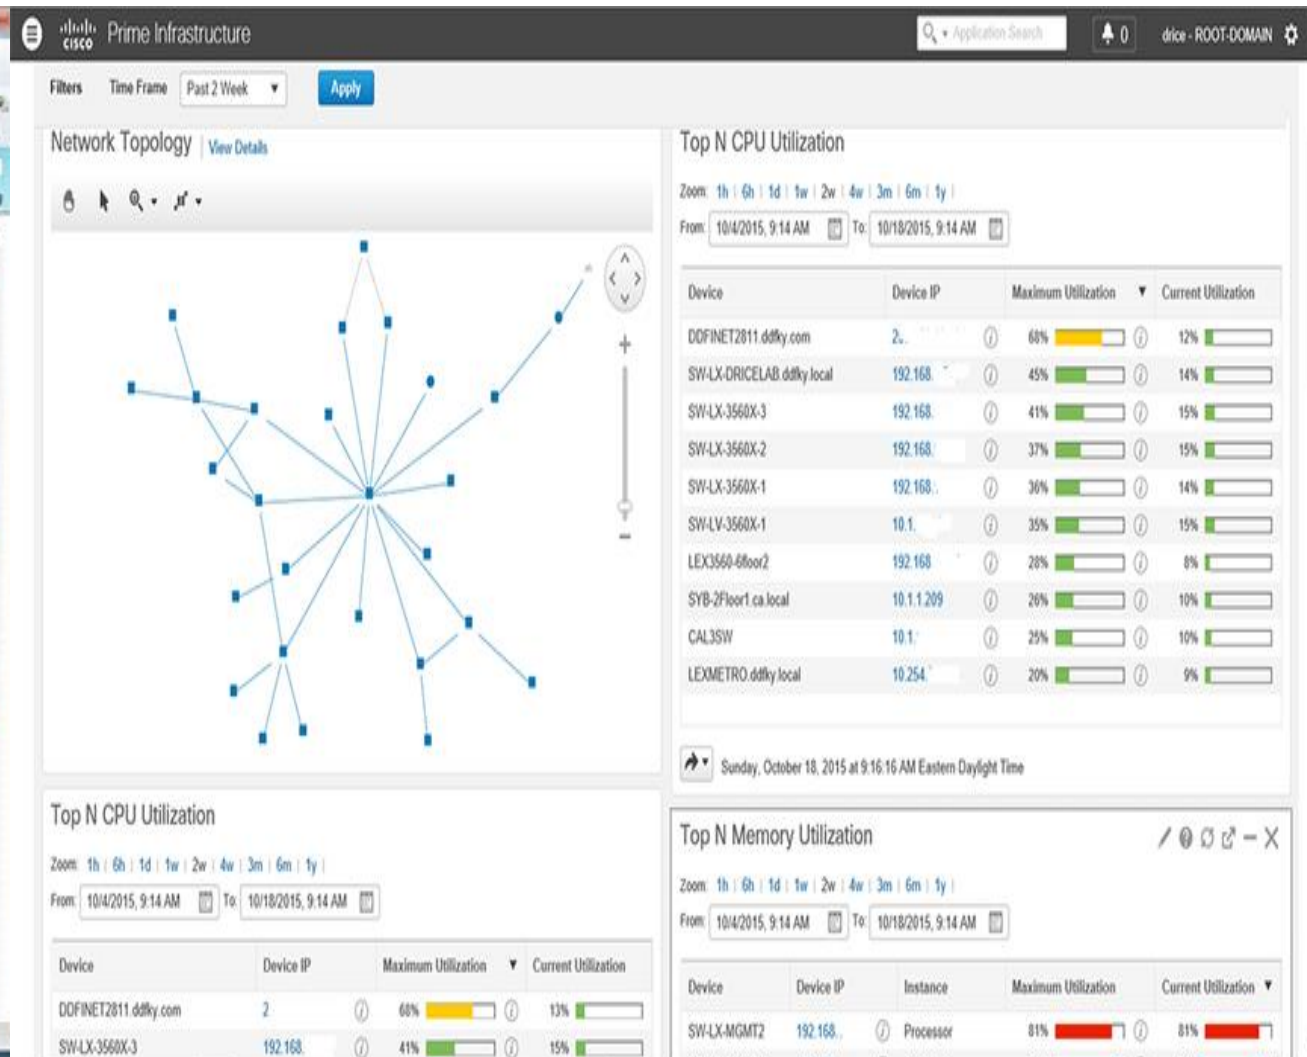 cisco Prime Infrastructure
Application Search
0
drice - ROOT-DOMAIN
Filters Time Frame Past 2 Week Apply
Network Topology View Details
Top N CPU Utilization
Zoom: 1h 6h 1d 1w 2w 4w 3m 6m 1y
From: 10/4/2015, 9:14 AM To: 10/18/2015, 9:14 AM
Device Device IP Maximum Utilization Current Utilization
DDFINET2811.ddfky.com 2 68% 12%
SW-LX-DRICELAB.ddfky.local 192.168. 45% 14%
SW-LX-3560X-3 192.168. 41% 15%
SW-LX-3560X-2 192.168. 37% 15%
SW-LX-3560X-1 192.168. 36% 14%
SW-LV-3560X-1 10.1. 35% 15%
LEX3560-6floor2 192.168 28% 8%
SYB-2Floor1.ca.local 10.1.1.209 26% 10%
CAL3SW 10.1. 25% 10%
LEXMETRO.ddfky.local 10.254. 20% 9%
Sunday, October 18, 2015 at 9:16:16 AM Eastern Daylight Time
Top N CPU Utilization
Zoom: 1h 6h 1d 1w 2w 4w 3m 6m 1y
From: 10/4/2015, 9:14 AM To: 10/18/2015, 9:14 AM
Device Device IP Maximum Utilization Current Utilization
DDFINET2811.ddfky.com 2 68% 13%
SW-LX-3560X-3 192.168. 41% 15%
Top N Memory Utilization
Zoom: 1h 6h 1d 1w 2w 4w 3m 6m 1y
From: 10/4/2015, 9:14 AM To: 10/18/2015, 9:14 AM
Device Device IP Instance Maximum Utilization Current Utilization
SW-LX-MGMT2 192.168. Processor 81% 81%